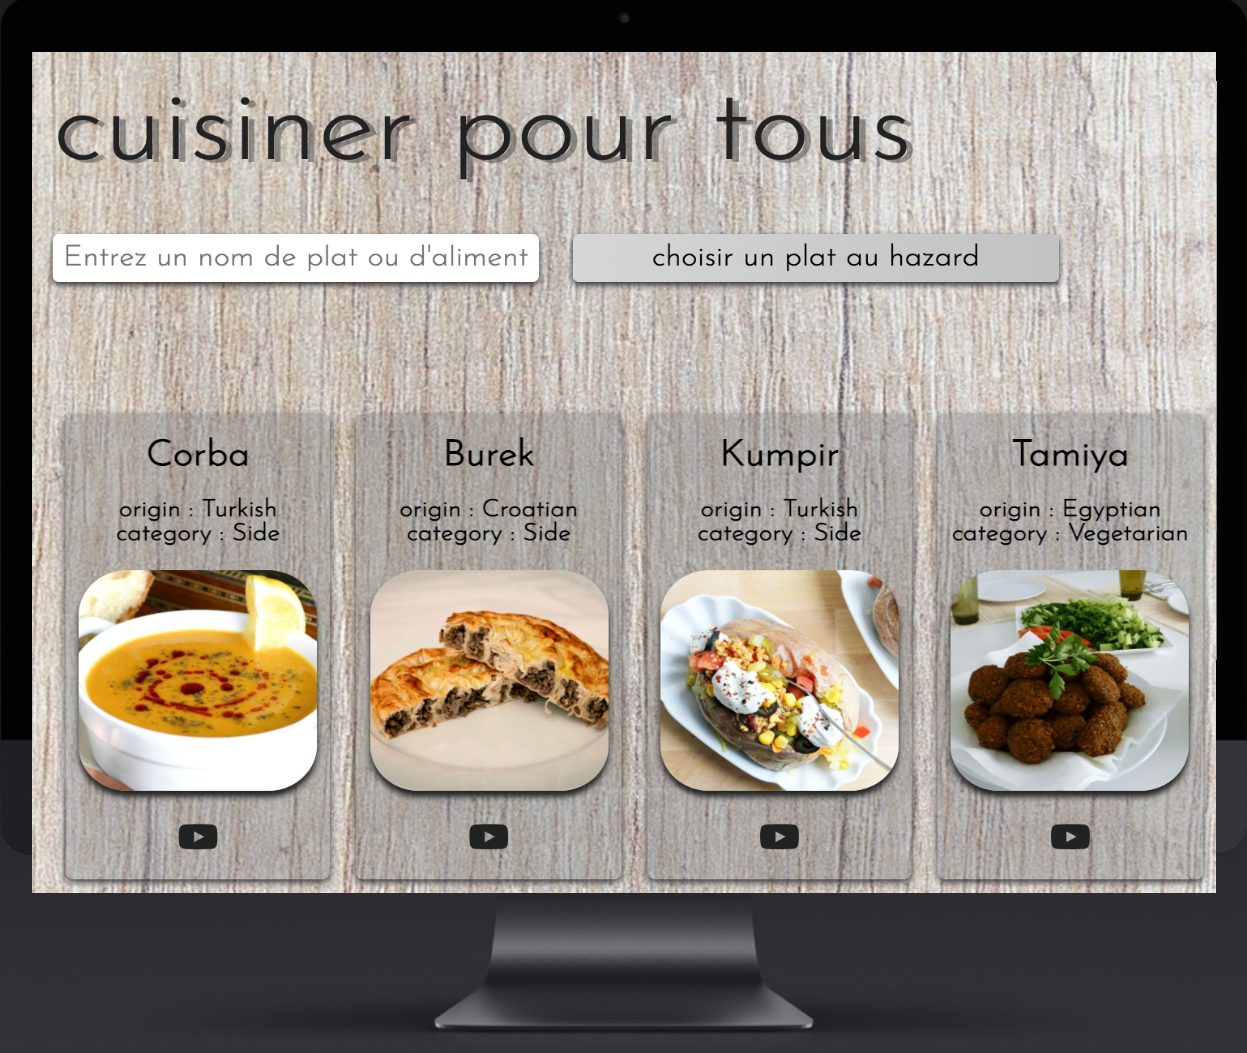 cuisiner pour tous
Entrez un nom de plat ou d'aliment
choisir un plat au hazard
Corba
origin : Turkish
category : Side
Burek
origin : Croatian
category : Side
Kumpir
origin : Turkish
category : Side
Tamiya
origin : Egyptian
category : Vegetarian